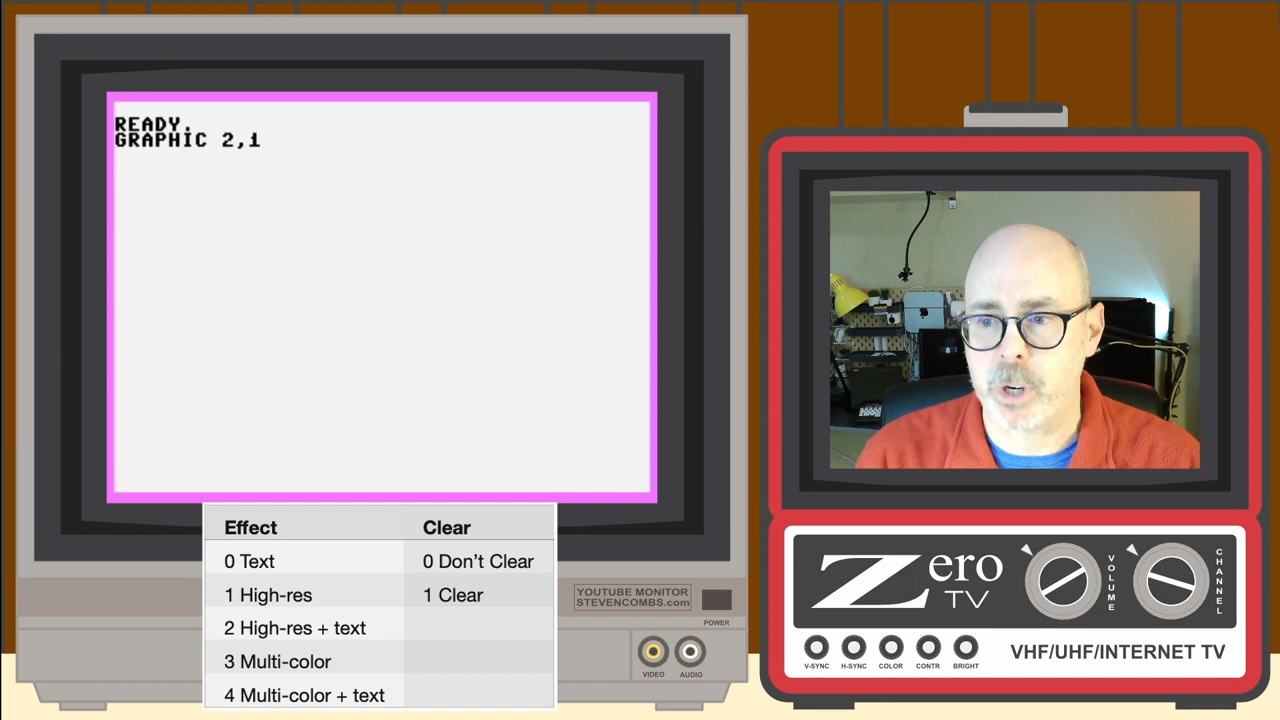 READY.
GRAPHIC 2,1
Effect Clear
0 Text 0 Don't Clear
1 High-res 1 Clear
2 High-res + text
3 Multi-color
4 Multi-color + text
YOUTUBE MONITOR
STEVENCOMBS.com
POWER
VIDEO AUDIO
Zero
TV
VOLUME
CHANNEL
V-SYNC H-SYNC COLOR CONTR BRIGHT
VHF/UHF/INTERNET TV